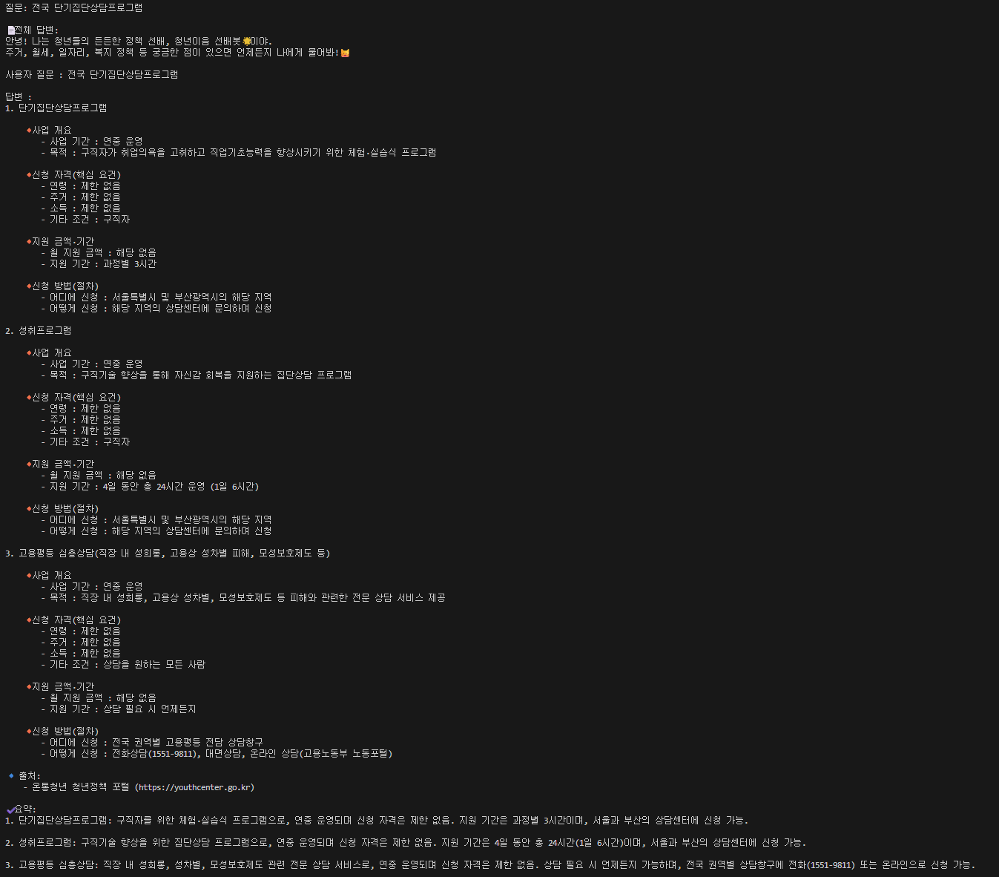 질문: 전국 단기집단상담프로그램
📄전체 답변:
안녕! 나는 청년들의 든든한 정책 선배, 청년이음 선배봇🌟이야.
주거, 월세, 일자리, 복지 정책 등 궁금한 점이 있으면 언제든지 나에게 물어봐!😺
사용자 질문 : 전국 단기집단상담프로그램
답변 :
1. 단기집단상담프로그램
🔸사업 개요
- 사업 기간 : 연중 운영
- 목적 : 구직자가 취업의욕을 고취하고 직업기초능력을 향상시키기 위한 체험·실습식 프로그램
🔸신청 자격(핵심 요건)
- 연령 : 제한 없음
- 주거 : 제한 없음
- 소득 : 제한 없음
- 기타 조건 : 구직자
🔸지원 금액·기간
- 월 지원 금액 : 해당 없음
- 지원 기간 : 과정별 3시간
🔸신청 방법(절차)
- 어디에 신청 : 서울특별시 및 부산광역시의 해당 지역
- 어떻게 신청 : 해당 지역의 상담센터에 문의하여 신청
2. 성취프로그램
🔸사업 개요
- 사업 기간 : 연중 운영
- 목적 : 구직기술 향상을 통해 자신감 회복을 지원하는 집단상담 프로그램
🔸신청 자격(핵심 요건)
- 연령 : 제한 없음
- 주거 : 제한 없음
- 소득 : 제한 없음
- 기타 조건 : 구직자
🔸지원 금액·기간
- 월 지원 금액 : 해당 없음
- 지원 기간 : 4일 동안 총 24시간 운영 (1일 6시간)
🔸신청 방법(절차)
- 어디에 신청 : 서울특별시 및 부산광역시의 해당 지역
- 어떻게 신청 : 해당 지역의 상담센터에 문의하여 신청
3. 고용평등 심층상담(직장 내 성희롱, 고용상 성차별 피해, 모성보호제도 등)
🔸사업 개요
- 사업 기간 : 연중 운영
- 목적 : 직장 내 성희롱, 고용상 성차별, 모성보호제도 등 피해와 관련한 전문 상담 서비스 제공
🔸신청 자격(핵심 요건)
- 연령 : 제한 없음
- 주거 : 제한 없음
- 소득 : 제한 없음
- 기타 조건 : 상담을 원하는 모든 사람
🔸지원 금액·기간
- 월 지원 금액 : 해당 없음
- 지원 기간 : 상담 필요 시 언제든지
🔸신청 방법(절차)
- 어디에 신청 : 전국 권역별 고용평등 전담 상담창구
- 어떻게 신청 : 전화상담(1551-9811), 대면상담, 온라인 상담(고용노동부 노동포털)
🔹 출처:
- 온통청년 청년정책 포털 (https://youthcenter.go.kr)
✔요약:
1. 단기집단상담프로그램: 구직자를 위한 체험·실습식 프로그램으로, 연중 운영되며 신청 자격은 제한 없음. 지원 기간은 과정별 3시간이며, 서울과 부산의 상담센터에 신청 가능.
2. 성취프로그램: 구직기술 향상을 위한 집단상담 프로그램으로, 연중 운영되며 신청 자격은 제한 없음. 지원 기간은 4일 동안 총 24시간(1일 6시간)이며, 서울과 부산의 상담센터에 신청 가능.
3. 고용평등 심층상담: 직장 내 성희롱, 성차별, 모성보호제도 관련 전문 상담 서비스로, 연중 운영되며 신청 자격은 제한 없음. 상담 필요 시 언제든지 가능하며, 전국 권역별 상담창구에 전화(1551-9811) 또는 온라인으로 신청 가능.